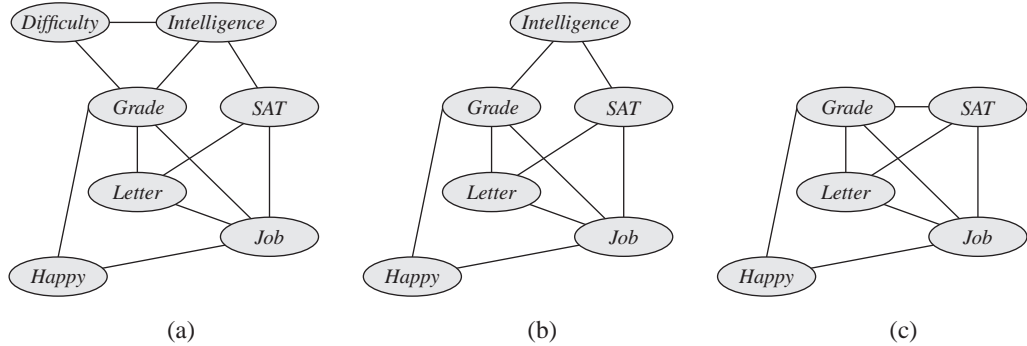 Difficulty Intelligence
Grade SAT
Letter
Job
Happy
(a)
Intelligence
Grade SAT
Letter
Job
Happy
(b)
Grade SAT
Letter
Job
Happy
(c)